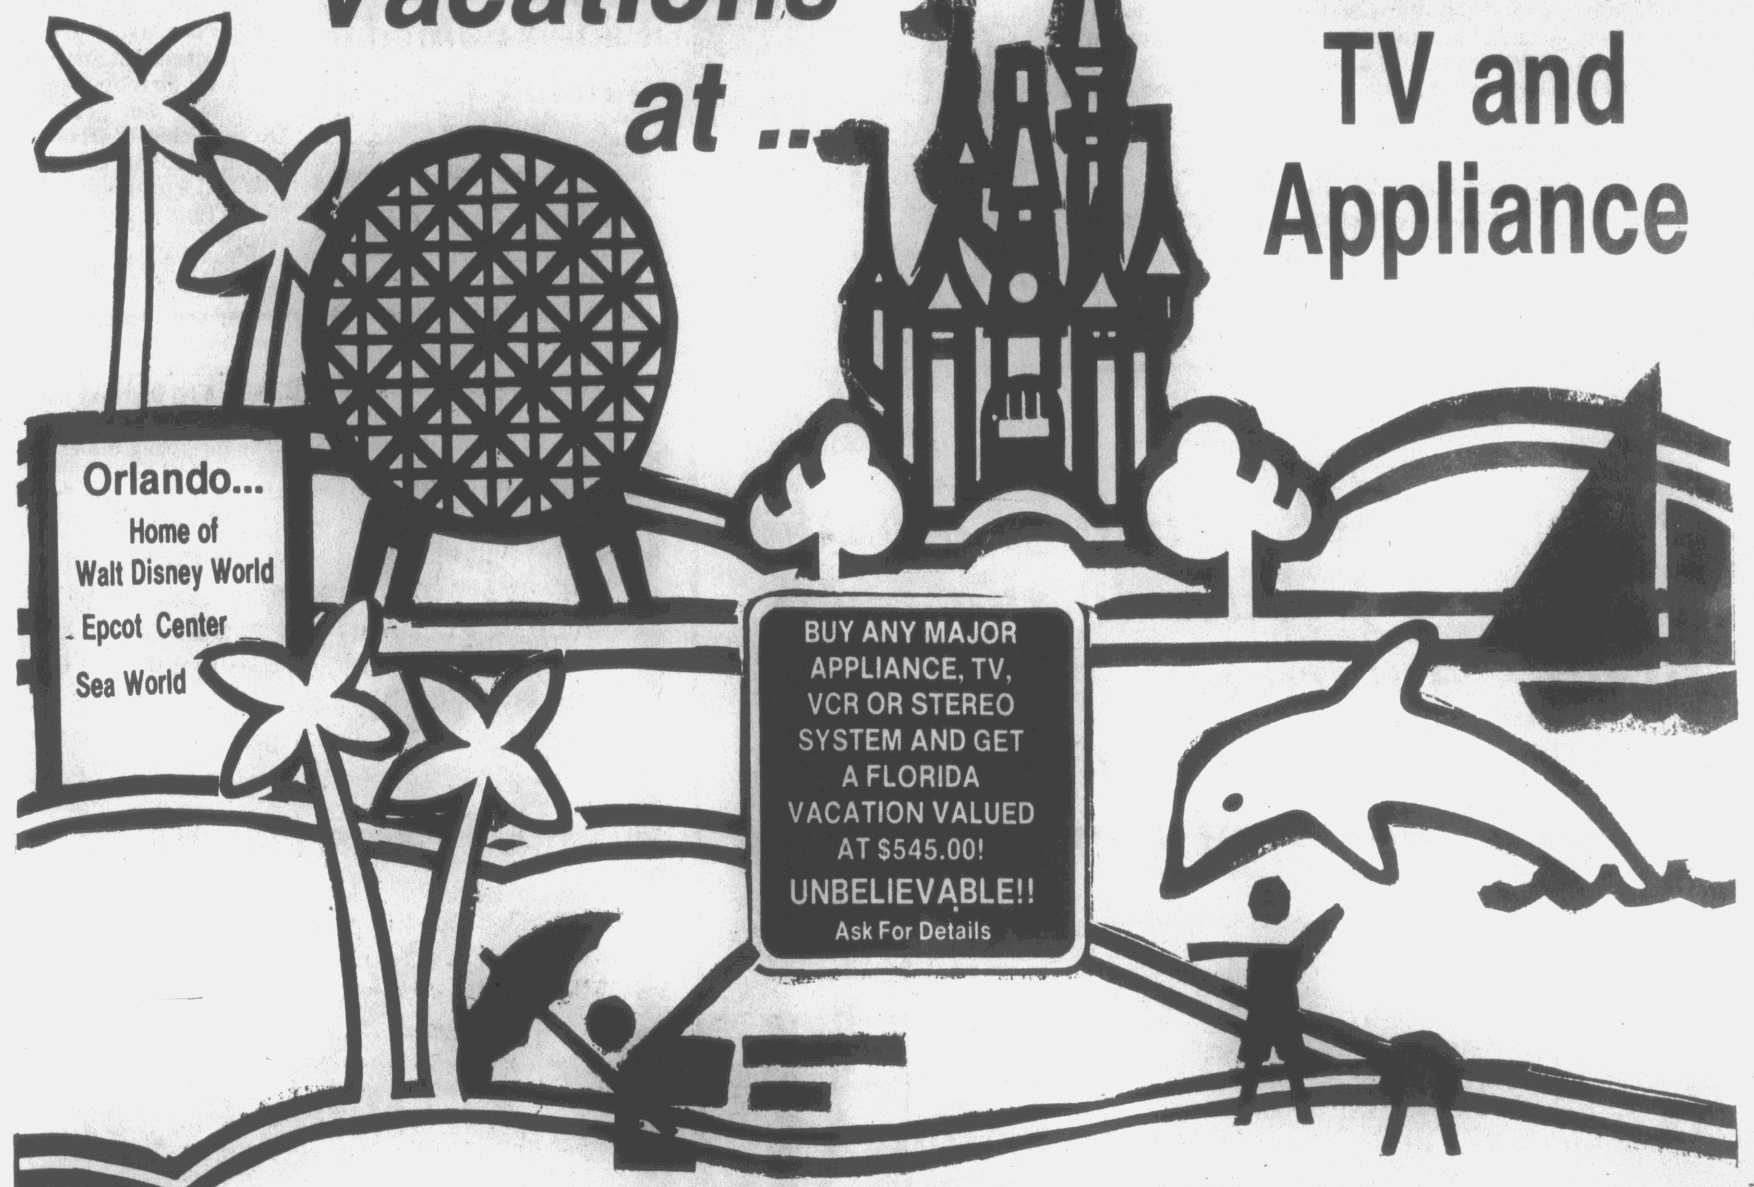 Vacations
at ...
TV and
Appliance
Orlando...
Home of
Walt Disney World
Epcot Center
Sea World
BUY ANY MAJOR
APPLIANCE, TV,
VCR OR STEREO
SYSTEM AND GET
A FLORIDA
VACATION VALUED
AT $545.00!
UNBELIEVABLE!!
Ask For Details